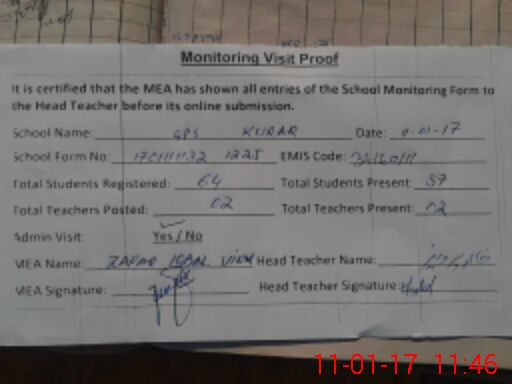 Monitoring Visit Proof
It is certified that the MEA has shown all entries of the School Monitoring Form to
the Head Teacher before its online submission.
School Name: GPS KURAR Date: -01-17
School Form No: 1225 EMIS Code:
Total Students Registered: 64 Total Students Present: 57
Total Teachers Posted: 02 Total Teachers Present: 02
Admin Visit: Yes / No
MEA Name: ZAFAR IQBAL Head Teacher Name:
MEA Signature: Head Teacher Signature:
11-01-17 11:46